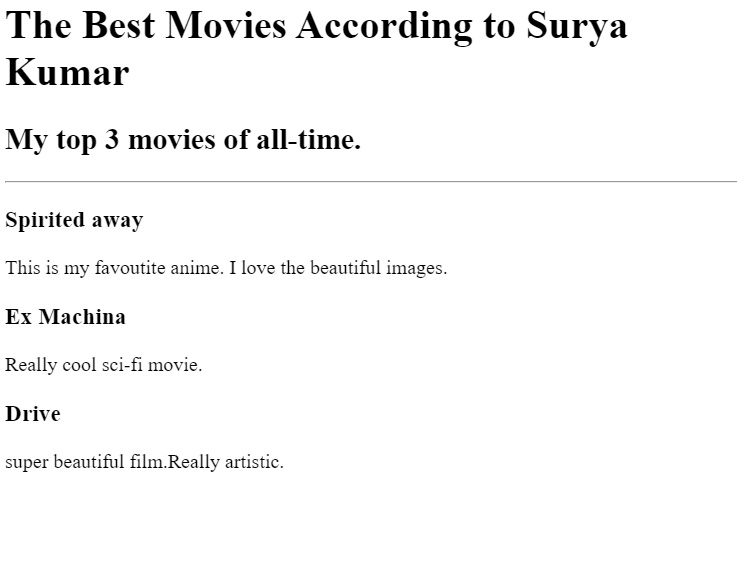 The Best Movies According to Surya
Kumar
My top 3 movies of all-time.
Spirited away
This is my favoutite anime. I love the beautiful images.
Ex Machina
Really cool sci-fi movie.
Drive
super beautiful film.Really artistic.